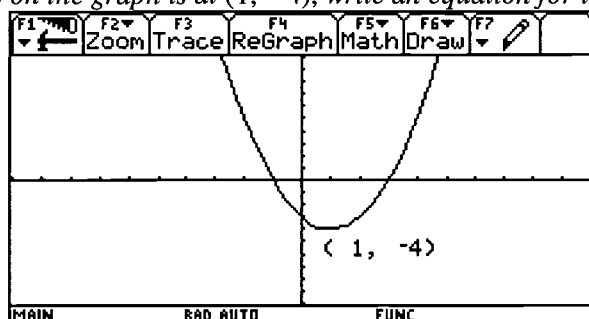 on the graph is at (1, −4), write an equation for t
F1 F2 Zoom F3 Trace F4 ReGraph F5 Math F6 Draw F7
( 1, -4)
MAIN RAD AUTO FUNC